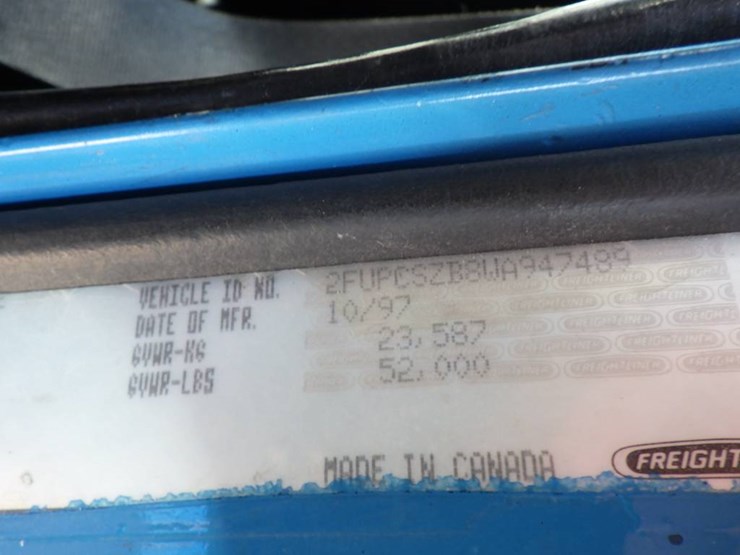 VEHICLE ID NO. 2FUPCSZB8WA947489
DATE OF MFR. 10/97
GVWR-KG 23,587
GVWR-LBS 52,000
MADE IN CANADA
FREIGHT